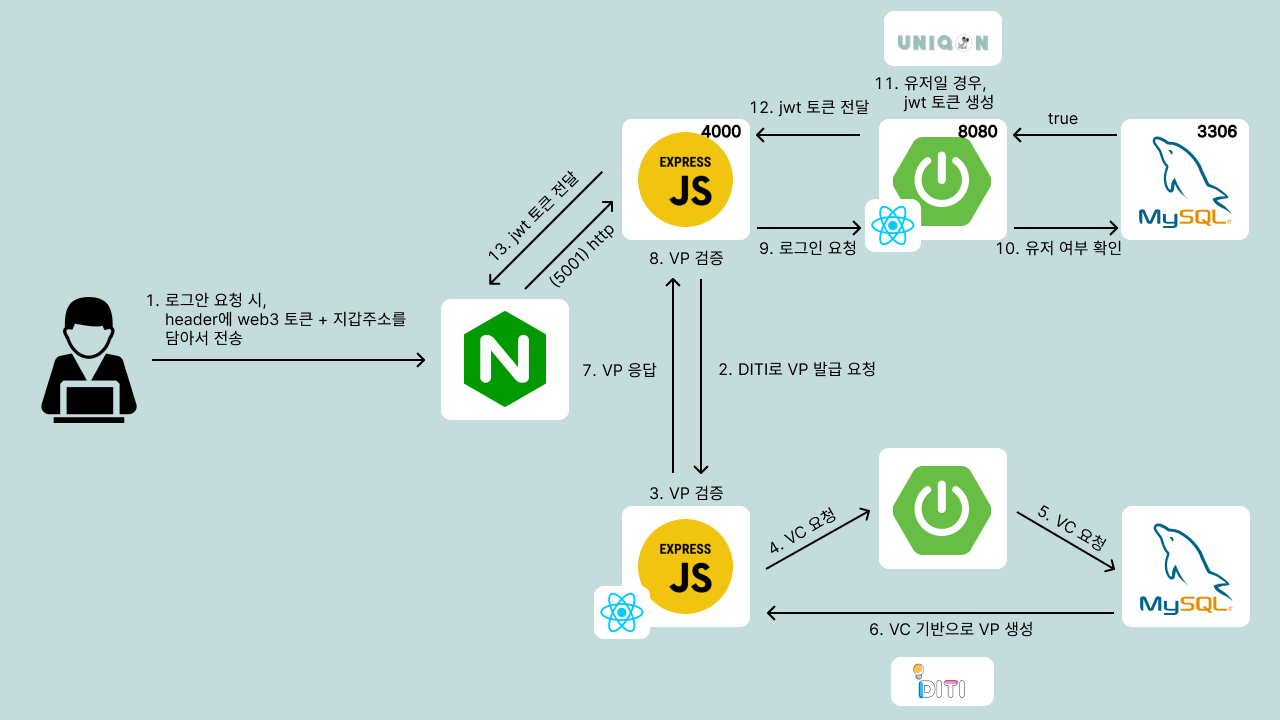 UNIQON
11. 유저일 경우,
jwt 토큰 생성
12. jwt 토큰 전달
true
4000
8080
3306
EXPRESS
JS
MySQL
13. jwt 토큰 전달
(5001) http
8. VP 검증
9. 로그인 요청
10. 유저 여부 확인
1. 로그안 요청 시,
header에 web3 토큰 + 지갑주소를
담아서 전송
N
7. VP 응답
2. DITI로 VP 발급 요청
3. VP 검증
4. VC 요청
5. VC 요청
EXPRESS
JS
MySQL
6. VC 기반으로 VP 생성
DITI